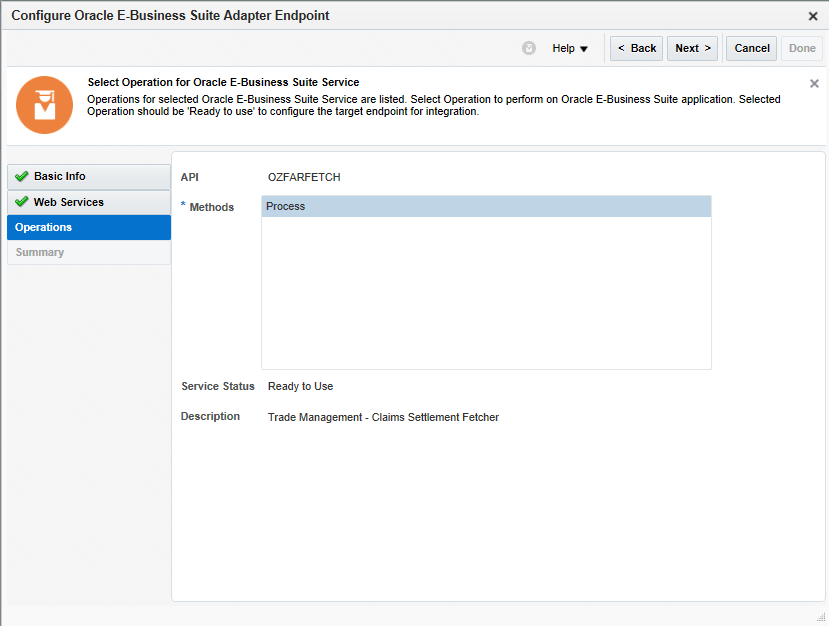 Configure Oracle E-Business Suite Adapter Endpoint
Help
< Back
Next >
Cancel
Done
Select Operation for Oracle E-Business Suite Service
Operations for selected Oracle E-Business Suite Service are listed. Select Operation to perform on Oracle E-Business Suite application. Selected
Operation should be 'Ready to use' to configure the target endpoint for integration.
Basic Info
Web Services
Operations
Summary
API OZFARFETCH
* Methods Process
Service Status Ready to Use
Description Trade Management - Claims Settlement Fetcher